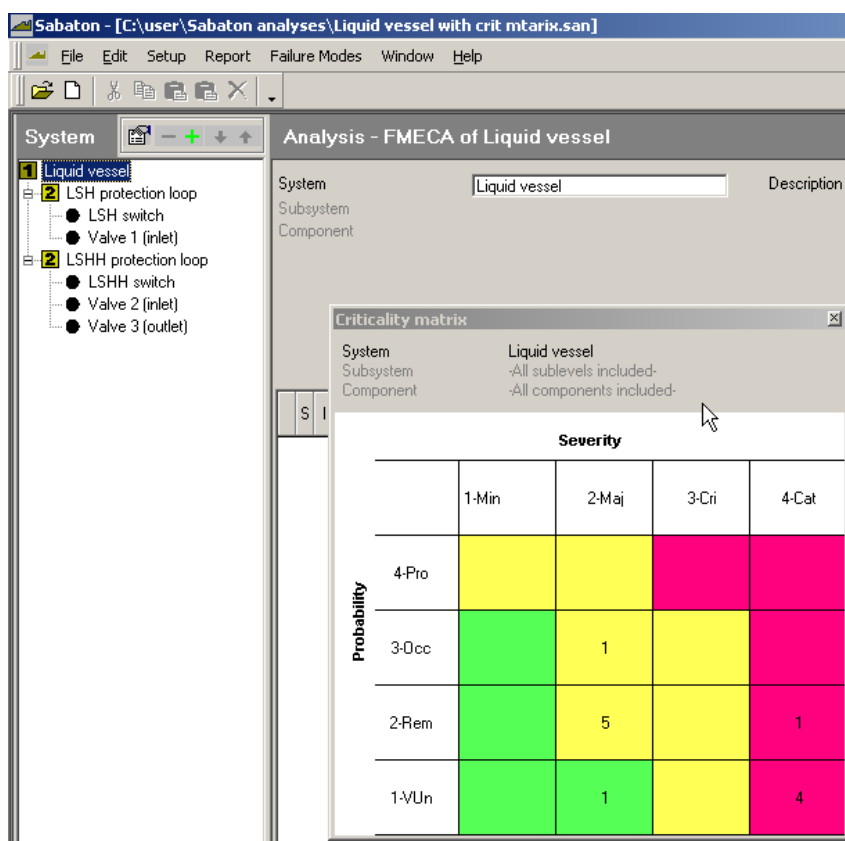 Sabaton - [C:\user\Sabaton analyses\Liquid vessel with crit mtarix.san]
File Edit Setup Report Failure Modes Window Help
System
Analysis - FMECA of Liquid vessel
1 Liquid vessel
2 LSH protection loop
LSH switch
Valve 1 (inlet)
2 LSHH protection loop
LSHH switch
Valve 2 (inlet)
Valve 3 (outlet)
System Liquid vessel Description
Subsystem
Component
S I
Criticality matrix
System Liquid vessel
Subsystem -All sublevels included-
Component -All components included-
Severity
1-Min 2-Maj 3-Cri 4-Cat
Probability
4-Pro
3-Occ 1
2-Rem 5 1
1-VUn 1 4